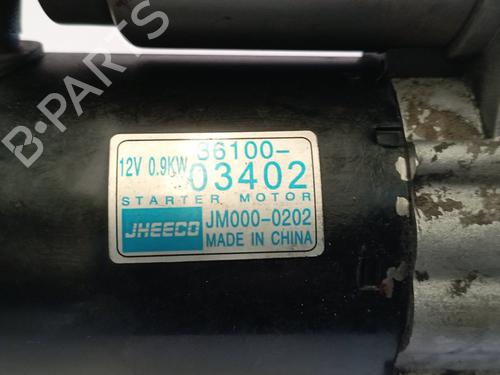 B-PARTS
12V 0.9KW 36100-
03402
STARTER MOTOR
JHEECO JM000-0202
MADE IN CHINA